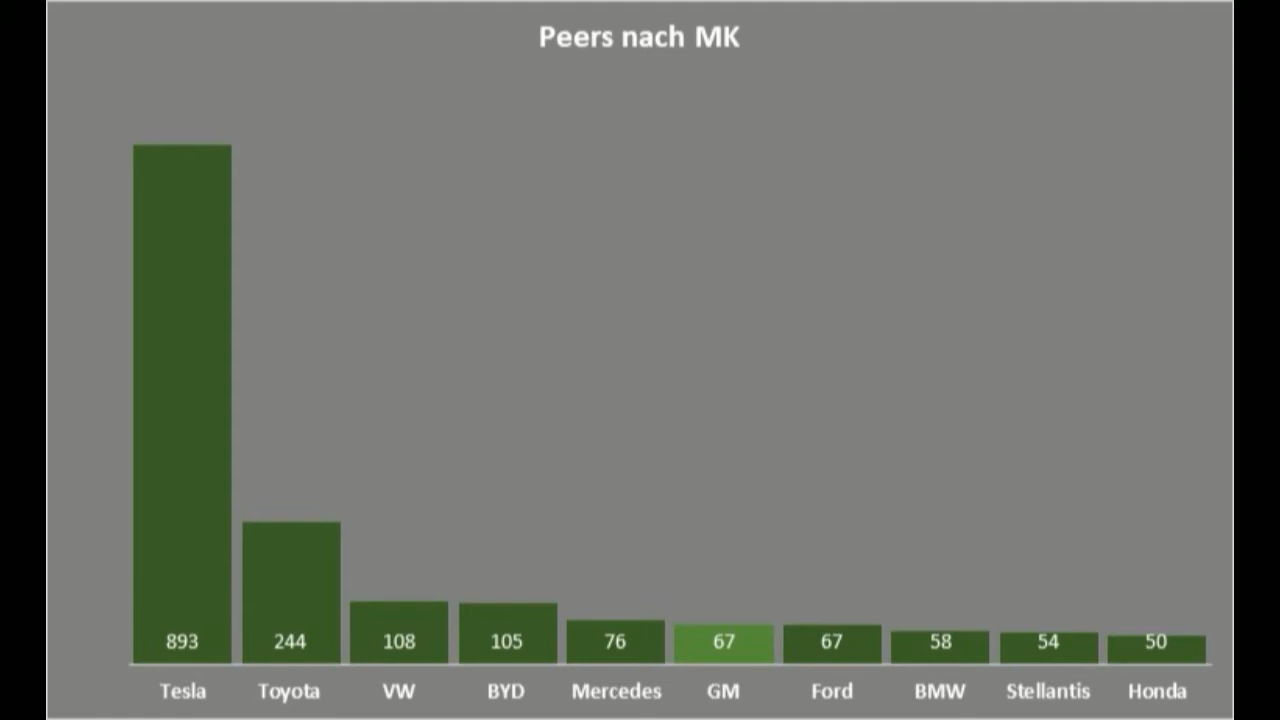 Peers nach MK
893 244 108 105 76 67 67 58 54 50
Tesla Toyota VW BYD Mercedes GM Ford BMW Stellantis Honda